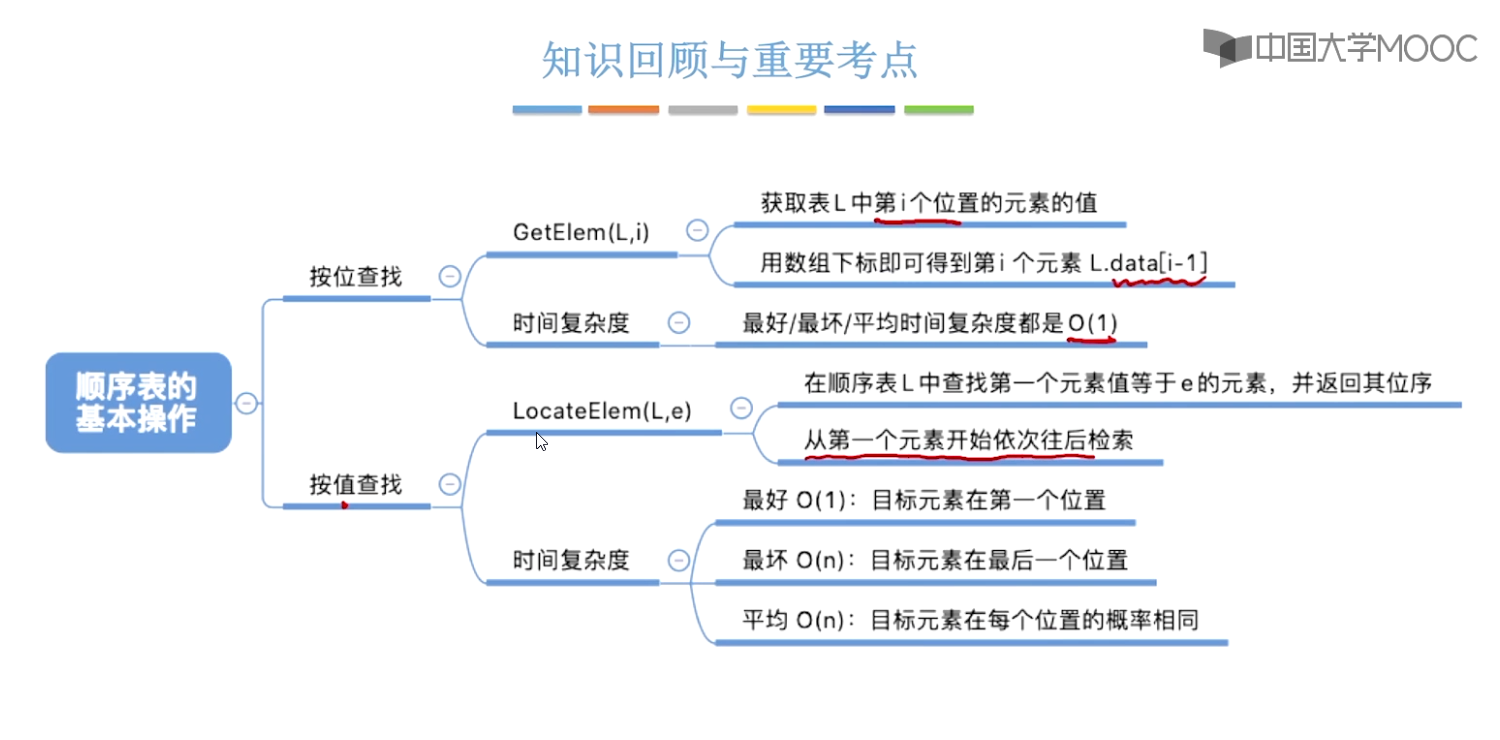 知识回顾与重要考点
中国大学MOOC
顺序表的
基本操作
按位查找
GetElem(L,i)
获取表L中第i个位置的元素的值
用数组下标即可得到第i个元素 L.data[i-1]
时间复杂度
最好/最坏/平均时间复杂度都是O(1)
按值查找
LocateElem(L,e)
在顺序表L中查找第一个元素值等于e的元素，并返回其位序
从第一个元素开始依次往后检索
时间复杂度
最好 O(1)：目标元素在第一个位置
最坏 O(n)：目标元素在最后一个位置
平均 O(n)：目标元素在每个位置的概率相同